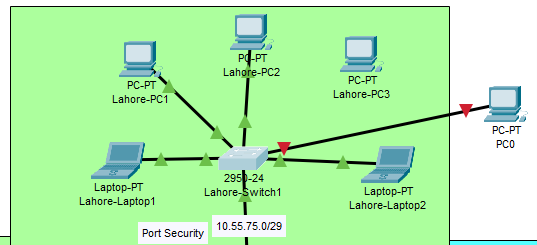 PC-PT
Lahore-PC1
PC-PT
Lahore-PC2
PC-PT
Lahore-PC3
PC-PT
PC0
Laptop-PT
Lahore-Laptop1
2950-24
Lahore-Switch1
Laptop-PT
Lahore-Laptop2
Port Security
10.55.75.0/29